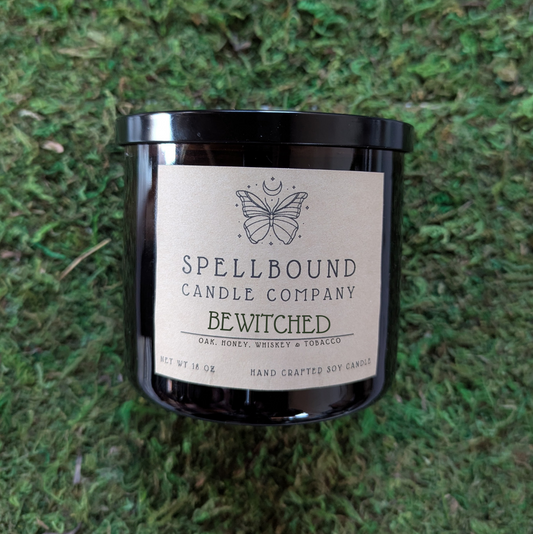 SPELLBOUND
CANDLE COMPANY
BEWITCHED
OAK, HONEY, WHISKEY & TOBACCO
NET WT 18 OZ HAND CRAFTED SOY CANDLE